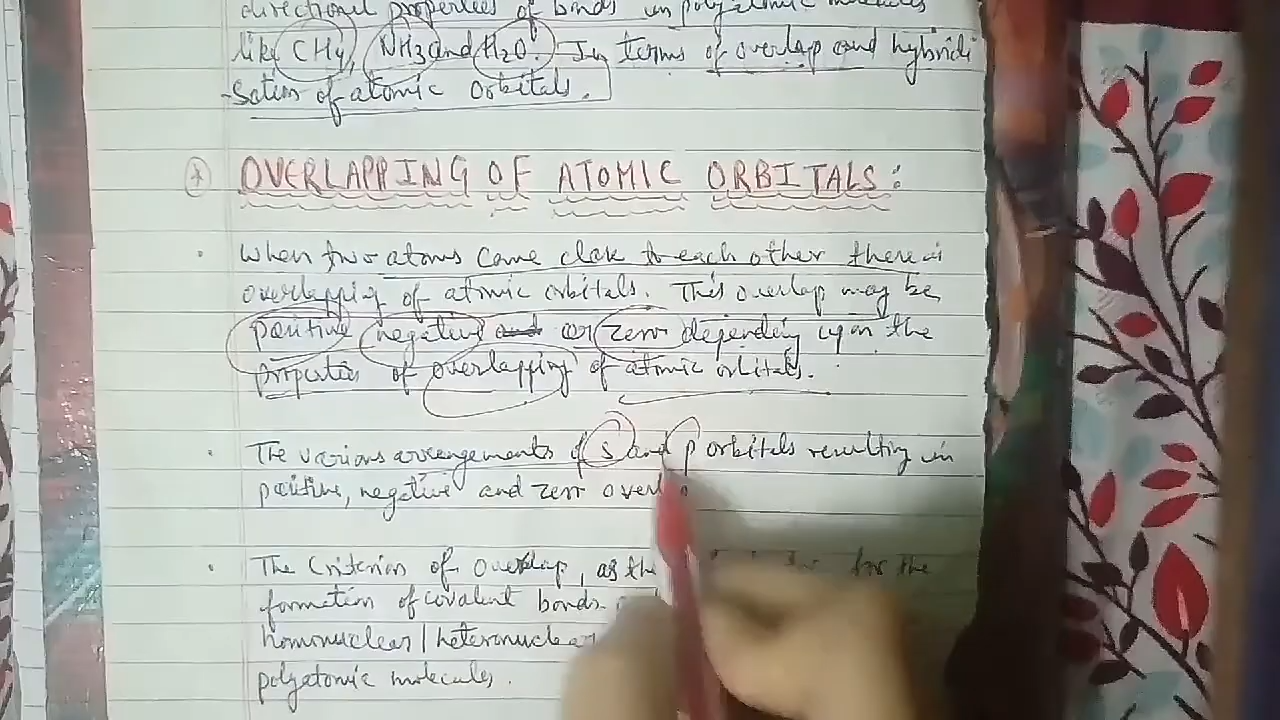 directional properties of bonds in polyatomic molecules
like CH4, NH3 and H2O. In terms of overlap and hybridi
-sation of atomic orbitals.
* OVERLAPPING OF ATOMIC ORBITALS:
• When two atoms come close to each other there is
overlapping of atomic orbitals. This overlap may be
positive negative and or zero depending upon the
properties of overlapping of atomic orbitals.
• The various arrangements of s and p orbitals resulting in
positive, negative and zero overlap
• The Criterion of Overlap, as the for the
formation of covalent bonds
homonuclear/heteronuclear
polyatomic molecules.